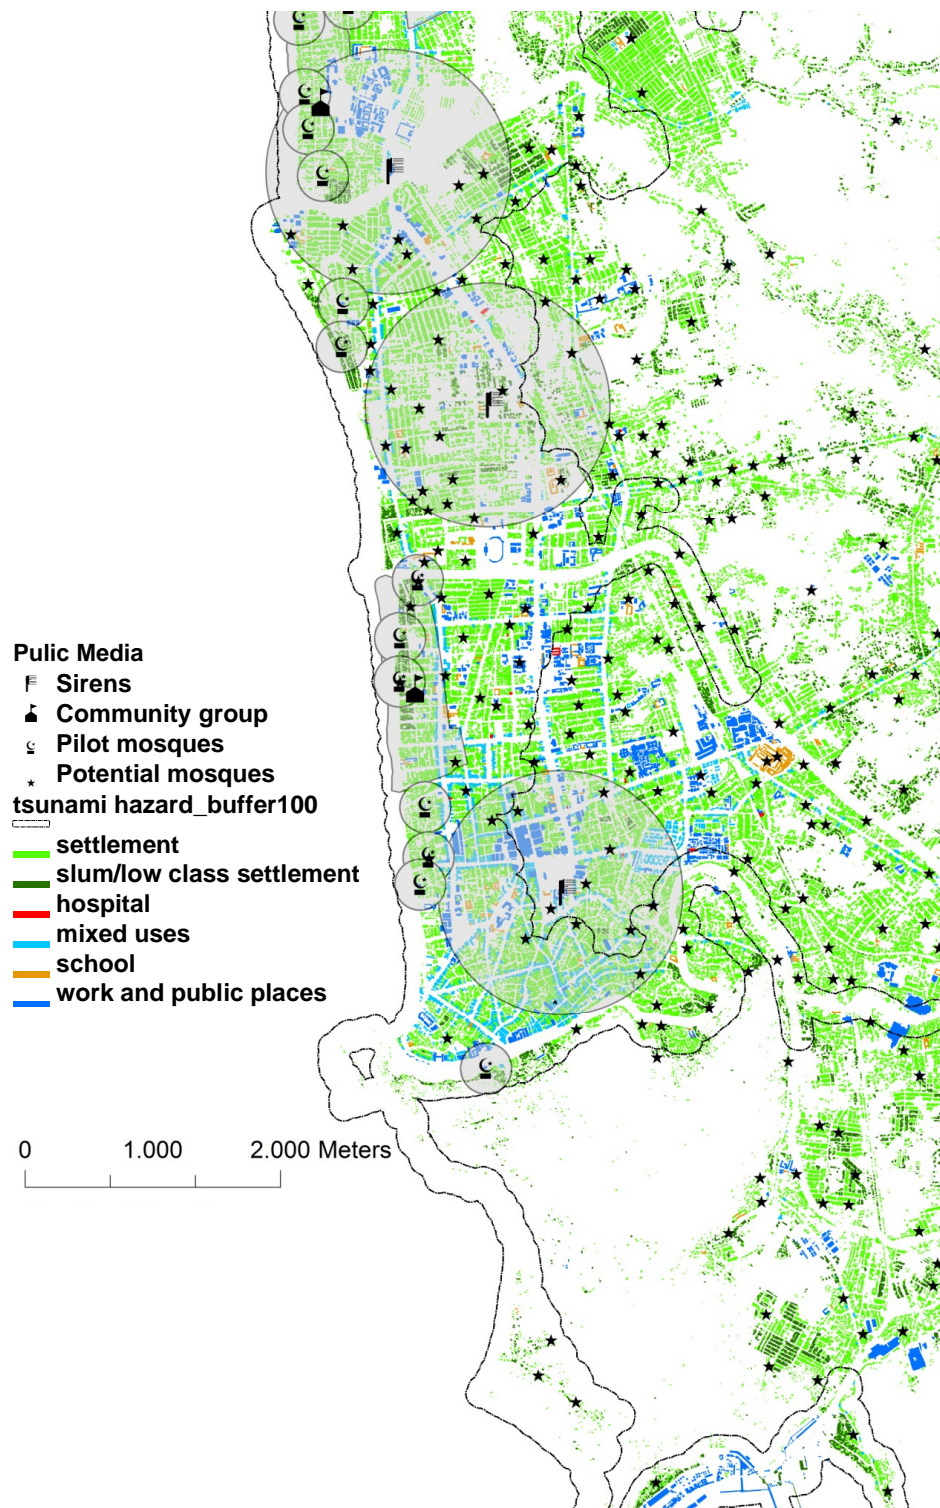 Pulic Media
Sirens
Community group
Pilot mosques
Potential mosques
tsunami hazard_buffer100
settlement
slum/low class settlement
hospital
mixed uses
school
work and public places
0 1.000 2.000 Meters